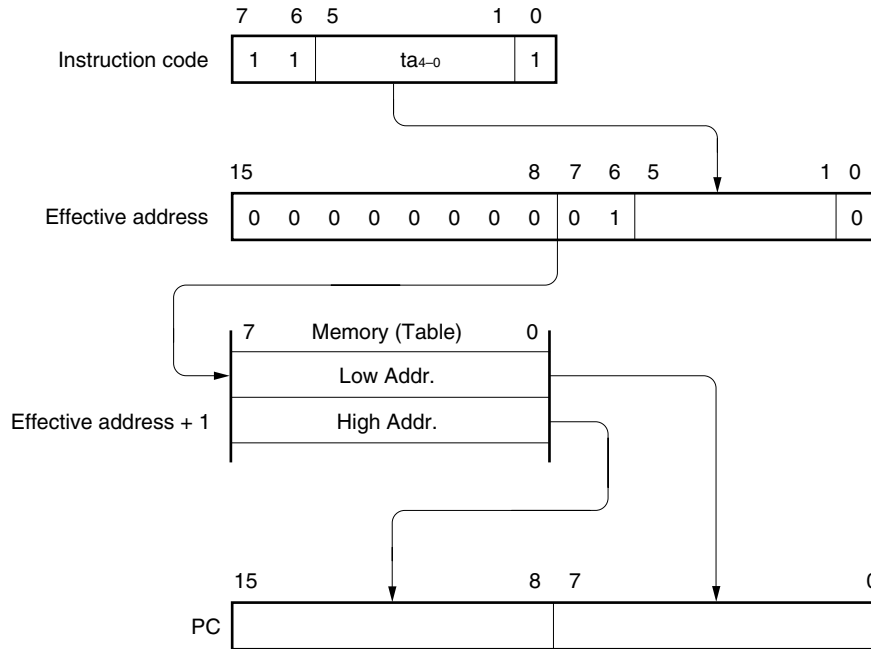 7 6 5 1 0
Instruction code 1 1 ta4–0 1
15 8 7 6 5 1 0
Effective address 0 0 0 0 0 0 0 0 0 1 0
7 Memory (Table) 0
Low Addr.
Effective address + 1 High Addr.
15 8 7 0
PC